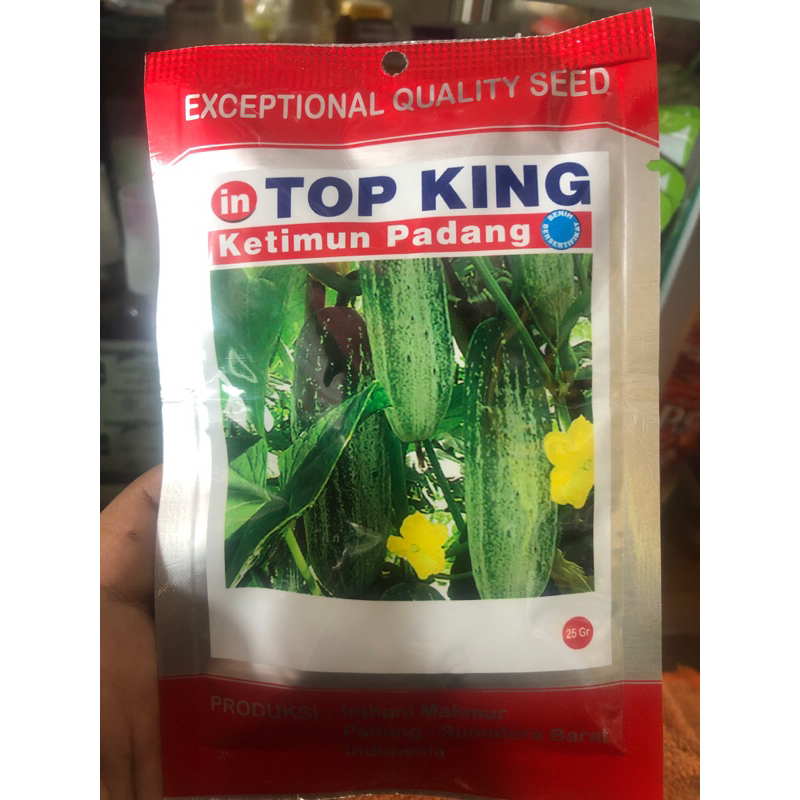 EXCEPTIONAL QUALITY SEED
in TOP KING
Ketimun Padang
BENIH BERSERTIFIKAT
25 Gr
PRODUKSI Inthani Makmur
Padang - Sumatera Barat
Indonesia